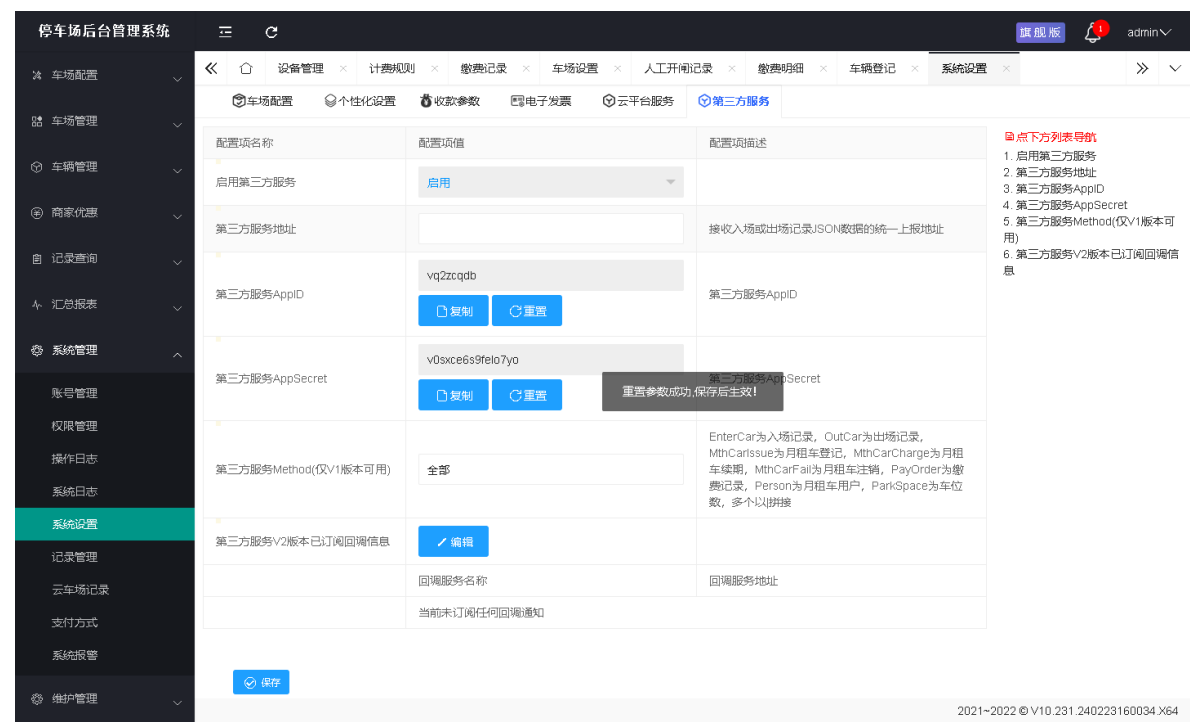 停车场后台管理系统
旗舰版
1
admin
车场配置
车场管理
车辆管理
商家优惠
记录查询
汇总报表
系统管理
账号管理
权限管理
操作日志
系统日志
系统设置
记录管理
云车场记录
支付方式
系统报警
维护管理
设备管理 × 计费规则 × 缴费记录 × 车场设置 × 人工开闸记录 × 缴费明细 × 车辆登记 × 系统设置 ×
车场配置 个性化设置 收款参数 电子发票 云平台服务 第三方服务
配置项名称 配置项值 配置项描述
启用第三方服务 启用
第三方服务地址 接收入场或出场记录JSON数据的统一上报地址
第三方服务AppID vq2zcqdb 第三方服务AppID
复制 重置
第三方服务AppSecret v0sxce6s9felo7yo 第三方服务AppSecret
复制 重置
重置参数成功,保存后生效!
第三方服务Method(仅V1版本可用) 全部
EnterCar为入场记录，OutCar为出场记录，
MthCarIssue为月租车登记，MthCarCharge为月租
车续期，MthCarFail为月租车注销，PayOrder为缴
费记录，Person为月租车用户，ParkSpace为车位
数，多个以|拼接
第三方服务V2版本已订阅回调信息 编辑
回调服务名称 回调服务地址
当前未订阅任何回调通知
保存
点下方列表导航
1. 启用第三方服务
2. 第三方服务地址
3. 第三方服务AppID
4. 第三方服务AppSecret
5. 第三方服务Method(仅V1版本可
用)
6. 第三方服务V2版本已订阅回调信
息
2021~2022 © V10.231.240223160034.X64